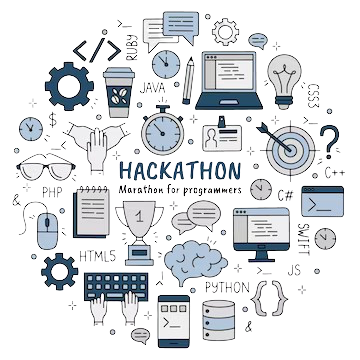 </>
>_
RUBY
JAVA
CSS3
$
>_
?
HACKATHON
Marathon for programmers
C++
PHP
&
1
C#
>_
HTML5
SWIFT
>_
JS
PYTHON
{}
>_
&